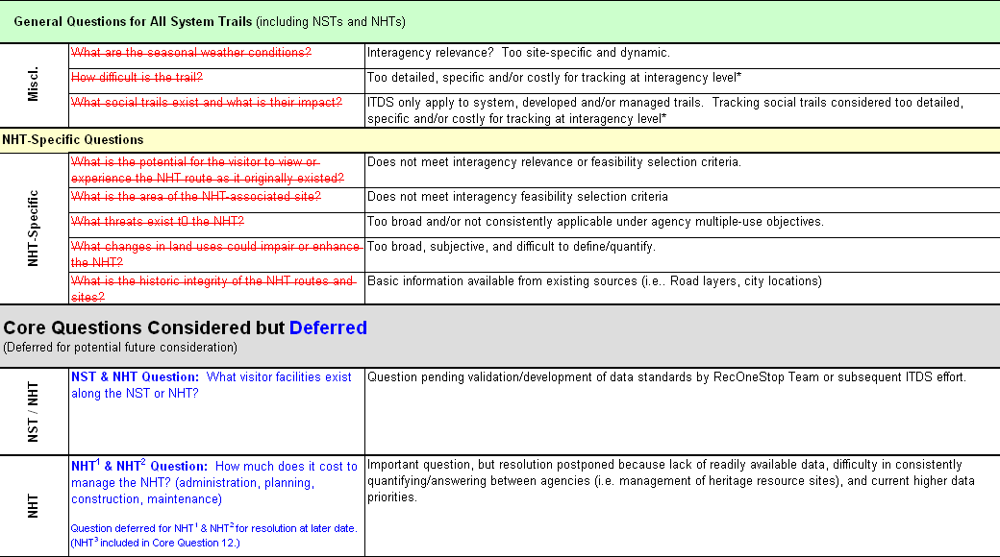 General Questions for All System Trails (including NSTs and NHTs)
Miscl.
What are the seasonal weather conditions?
Interagency relevance?  Too site-specific and dynamic.
How difficult is the trail?
Too detailed, specific and/or costly for tracking at interagency level*
What social trails exist and what is their impact?
ITDS only apply to system, developed and/or managed trails.  Tracking social trails considered too detailed,
specific and/or costly for tracking at interagency level*
NHT-Specific Questions
NHT-Specific
What is the potential for the visitor to view or
experience the NHT route as it originally existed?
Does not meet interagency relevance or feasibility selection criteria.
What is the area of the NHT-associated site?
Does not meet interagency feasibility selection criteria
What threats exist t0 the NHT?
Too broad and/or not consistently applicable under agency multiple-use objectives.
What changes in land uses could impair or enhance
the NHT?
Too broad, subjective, and difficult to define/quantify.
What is the historic integrity of the NHT routes and
sites?
Basic information available from existing sources (i.e.. Road layers, city locations)
Core Questions Considered but Deferred
(Deferred for potential future consideration)
NST / NHT
NST & NHT Question:  What visitor facilities exist
along the NST or NHT?
Question pending validation/development of data standards by RecOneStop Team or subsequent ITDS effort.
NHT
NHT¹ & NHT² Question:  How much does it cost to
manage the NHT? (administration, planning,
construction, maintenance)
Question deferred for NHT¹ & NHT² for resolution at later date.
(NHT³ included in Core Question 12.)
Important question, but resolution postponed because lack of readily available data, difficulty in consistently
quantifying/answering between agencies (i.e. management of heritage resource sites), and current higher data
priorities.